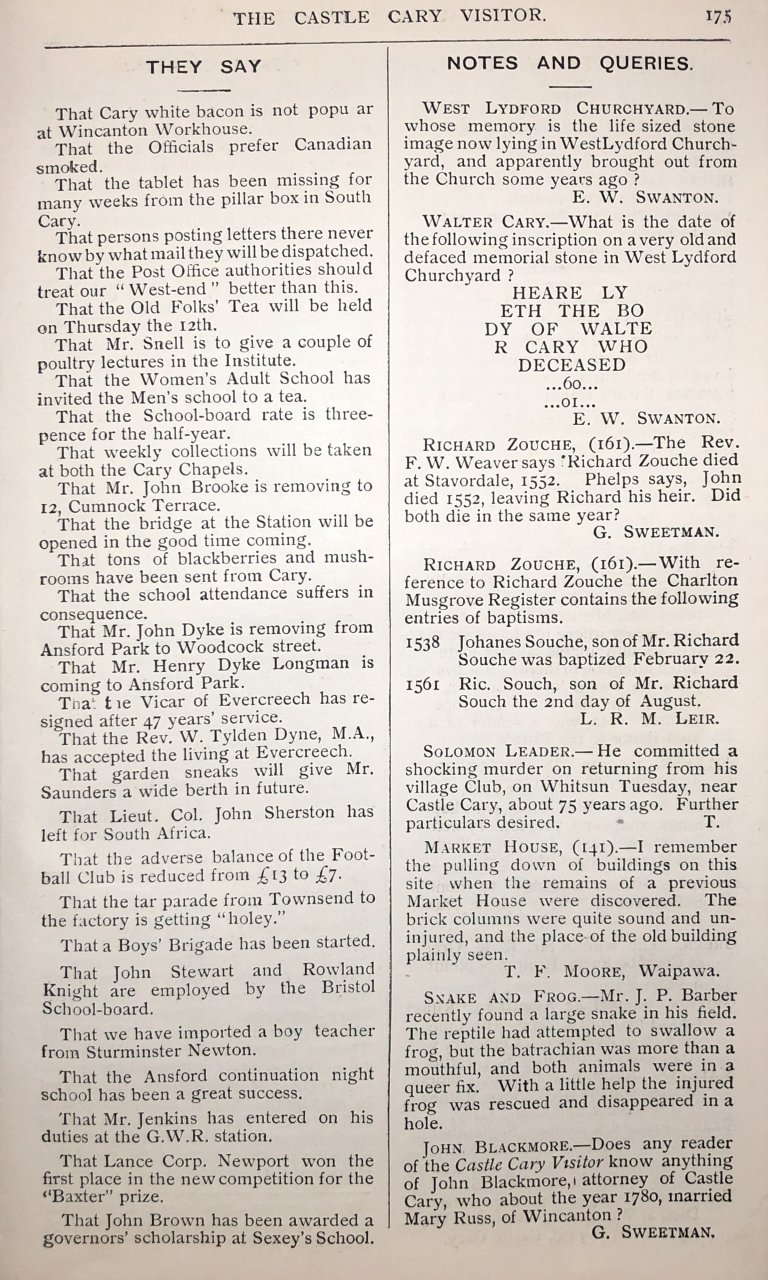 THE CASTLE CARY VISITOR. 175
THEY SAY
That Cary white bacon is not popu ar
at Wincanton Workhouse.
That the Officials prefer Canadian
smoked.
That the tablet has been missing for
many weeks from the pillar box in South
Cary.
That persons posting letters there never
know by what mail they will be dispatched.
That the Post Office authorities should
treat our "West-end" better than this.
That the Old Folks' Tea will be held
on Thursday the 12th.
That Mr. Snell is to give a couple of
poultry lectures in the Institute.
That the Women's Adult School has
invited the Men's school to a tea.
That the School-board rate is three-
pence for the half-year.
That weekly collections will be taken
at both the Cary Chapels.
That Mr. John Brooke is removing to
12, Cumnock Terrace.
That the bridge at the Station will be
opened in the good time coming.
That tons of blackberries and mush-
rooms have been sent from Cary.
That the school attendance suffers in
consequence.
That Mr. John Dyke is removing from
Ansford Park to Woodcock street.
That Mr. Henry Dyke Longman is
coming to Ansford Park.
That the Vicar of Evercreech has re-
signed after 47 years' service.
That the Rev. W. Tylden Dyne, M.A.,
has accepted the living at Evercreech.
That garden sneaks will give Mr.
Saunders a wide berth in future.
That Lieut. Col. John Sherston has
left for South Africa.
That the adverse balance of the Foot-
ball Club is reduced from £13 to £7.
That the tar parade from Townsend to
the factory is getting "holey."
That a Boys' Brigade has been started.
That John Stewart and Rowland
Knight are employed by the Bristol
School-board.
That we have imported a boy teacher
from Sturminster Newton.
That the Ansford continuation night
school has been a great success.
That Mr. Jenkins has entered on his
duties at the G.W.R. station.
That Lance Corp. Newport won the
first place in the new competition for the
"Baxter" prize.
That John Brown has been awarded a
governors' scholarship at Sexey's School.
NOTES AND QUERIES.
WEST LYDFORD CHURCHYARD.—To
whose memory is the life sized stone
image now lying in WestLydford Church-
yard, and apparently brought out from
the Church some years ago ?
E. W. SWANTON.
WALTER CARY.—What is the date of
the following inscription on a very old and
defaced memorial stone in West Lydford
Churchyard ?
HEARE LY
ETH THE BO
DY OF WALTE
R CARY WHO
DECEASED
...60...
...01...
E. W. SWANTON.
RICHARD ZOUCHE, (161).—The Rev.
F. W. Weaver says :Richard Zouche died
at Stavordale, 1552. Phelps says, John
died 1552, leaving Richard his heir. Did
both die in the same year?
G. SWEETMAN.
RICHARD ZOUCHE, (161).—With re-
ference to Richard Zouche the Charlton
Musgrove Register contains the following
entries of baptisms.
1538 Johanes Souche, son of Mr. Richard
Souche was baptized February 22.
1561 Ric. Souch, son of Mr. Richard
Souch the 2nd day of August.
L. R. M. LEIR.
SOLOMON LEADER.—He committed a
shocking murder on returning from his
village Club, on Whitsun Tuesday, near
Castle Cary, about 75 years ago. Further
particulars desired. T.
MARKET HOUSE, (141).—I remember
the pulling down of buildings on this
site when the remains of a previous
Market House were discovered. The
brick columns were quite sound and un-
injured, and the place of the old building
plainly seen.
T. F. MOORE, Waipawa.
SNAKE AND FROG.—Mr. J. P. Barber
recently found a large snake in his field.
The reptile had attempted to swallow a
frog, but the batrachian was more than a
mouthful, and both animals were in a
queer fix. With a little help the injured
frog was rescued and disappeared in a
hole.
JOHN BLACKMORE.—Does any reader
of the Castle Cary Visitor know anything
of John Blackmore, attorney of Castle
Cary, who about the year 1780, married
Mary Russ, of Wincanton ?
G. SWEETMAN.